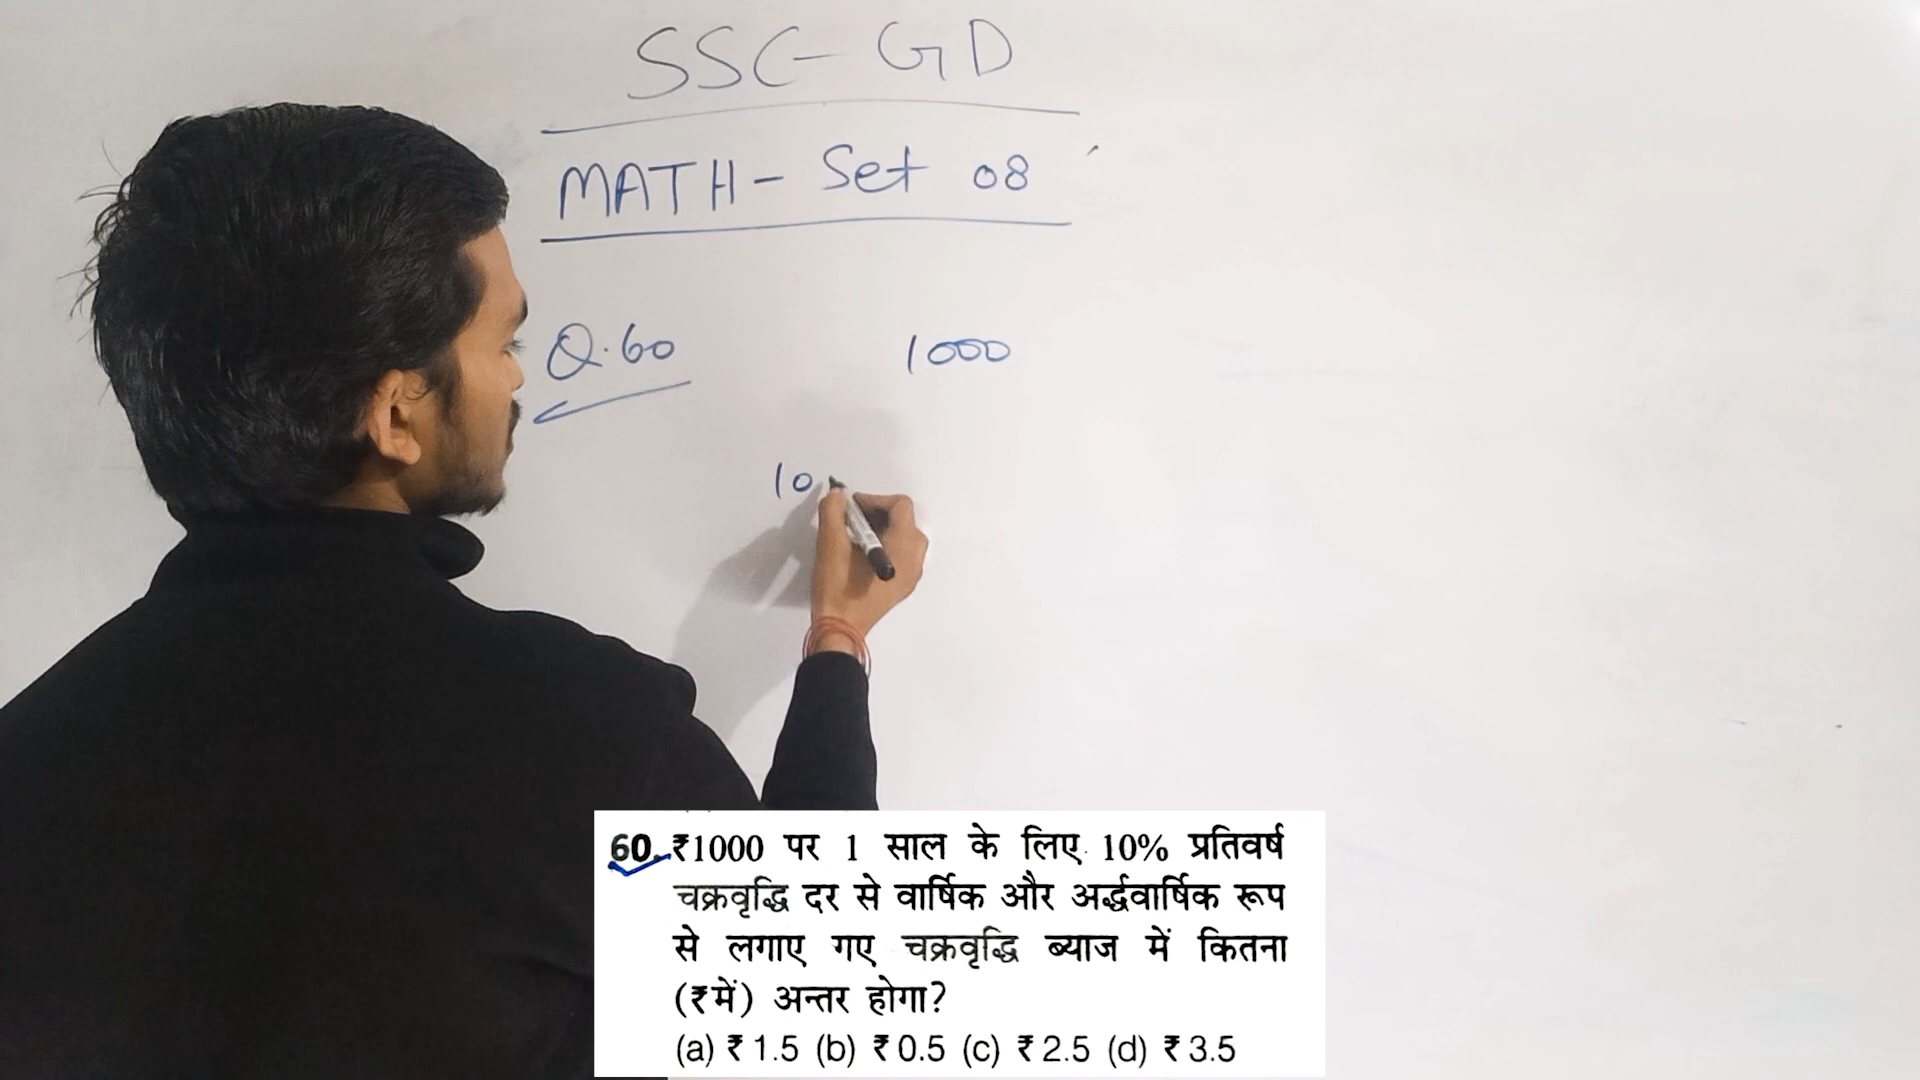 SSC-GD
MATH - Set 08
Q.60
1000
10
60. ₹1000 पर 1 साल के लिए 10% प्रतिवर्ष
चक्रवृद्धि दर से वार्षिक और अर्द्धवार्षिक रूप
से लगाए गए चक्रवृद्धि ब्याज में कितना
(₹में) अन्तर होगा?
(a) ₹ 1.5 (b) ₹ 0.5 (c) ₹ 2.5 (d) ₹ 3.5